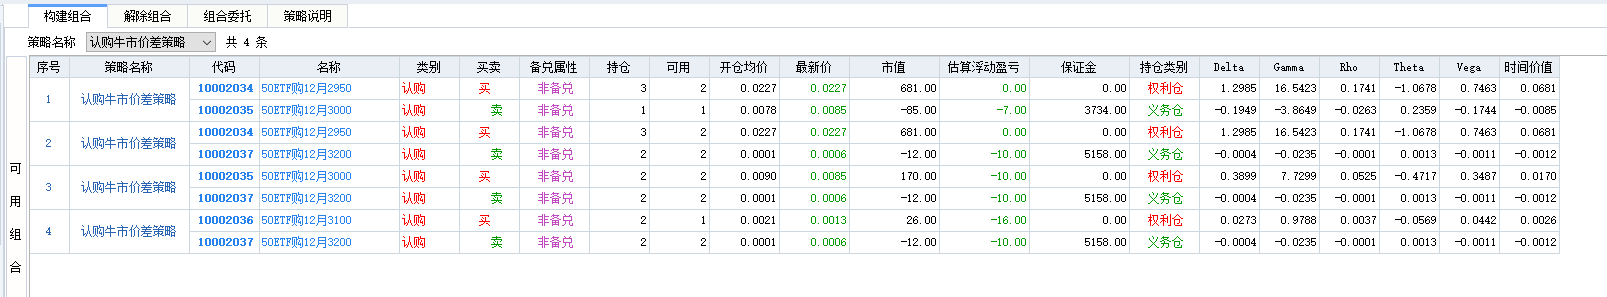 构建组合 解除组合 组合委托 策略说明
策略名称 认购牛市价差策略 共 4 条
序号 策略名称 代码 名称 类别 买卖 备兑属性 持仓 可用 开仓均价 最新价 市值 估算浮动盈亏 保证金 持仓类别 Delta Gamma Rho Theta Vega 时间价值
1 认购牛市价差策略 10002034 50ETF购12月2950 认购 买 非备兑 3 2 0.0227 0.0227 681.00 0.00 0.00 权利仓 1.2985 16.5423 0.1741 -1.0678 0.7463 0.0681
10002035 50ETF购12月3000 认购 卖 非备兑 1 1 0.0078 0.0085 -85.00 -7.00 3734.00 义务仓 -0.1949 -3.8649 -0.0263 0.2359 -0.1744 -0.0085
2 认购牛市价差策略 10002034 50ETF购12月2950 认购 买 非备兑 3 2 0.0227 0.0227 681.00 0.00 0.00 权利仓 1.2985 16.5423 0.1741 -1.0678 0.7463 0.0681
10002037 50ETF购12月3200 认购 卖 非备兑 2 2 0.0001 0.0006 -12.00 -10.00 5158.00 义务仓 -0.0004 -0.0235 -0.0001 0.0013 -0.0011 -0.0012
3 认购牛市价差策略 10002035 50ETF购12月3000 认购 买 非备兑 2 2 0.0090 0.0085 170.00 -10.00 0.00 权利仓 0.3899 7.7299 0.0525 -0.4717 0.3487 0.0170
10002037 50ETF购12月3200 认购 卖 非备兑 2 2 0.0001 0.0006 -12.00 -10.00 5158.00 义务仓 -0.0004 -0.0235 -0.0001 0.0013 -0.0011 -0.0012
4 认购牛市价差策略 10002036 50ETF购12月3100 认购 买 非备兑 2 1 0.0021 0.0013 26.00 -16.00 0.00 权利仓 0.0273 0.9788 0.0037 -0.0569 0.0442 0.0026
10002037 50ETF购12月3200 认购 卖 非备兑 2 2 0.0001 0.0006 -12.00 -10.00 5158.00 义务仓 -0.0004 -0.0235 -0.0001 0.0013 -0.0011 -0.0012
可用组合